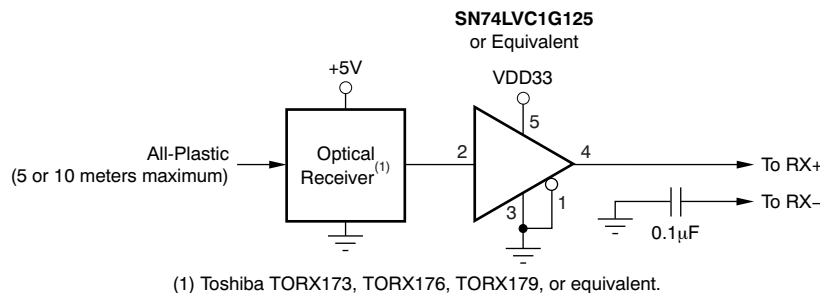 SN74LVC1G125
or Equivalent
+5V
VDD33
5
All-Plastic
(5 or 10 meters maximum)
Optical
Receiver(1)
2
4
To RX+
3
1
To RX–
0.1μF
(1) Toshiba TORX173, TORX176, TORX179, or equivalent.